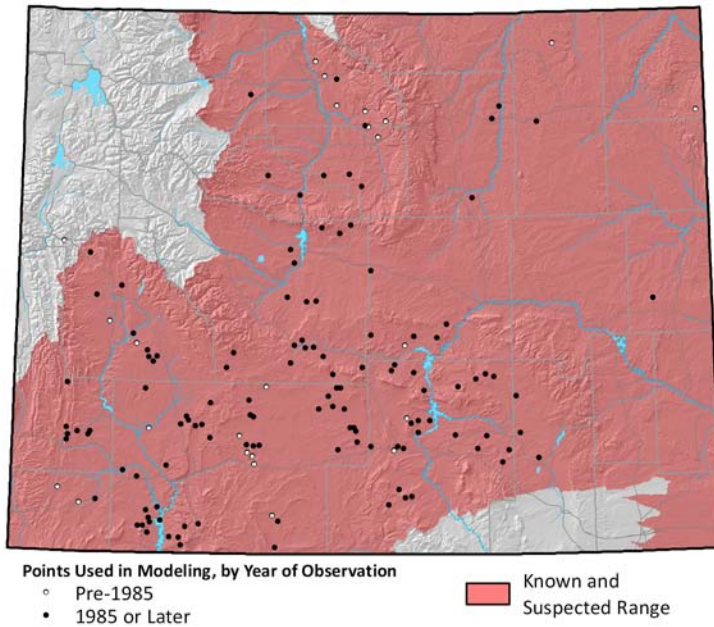 Points Used in Modeling, by Year of Observation
Pre-1985
1985 or Later
Known and
Suspected Range